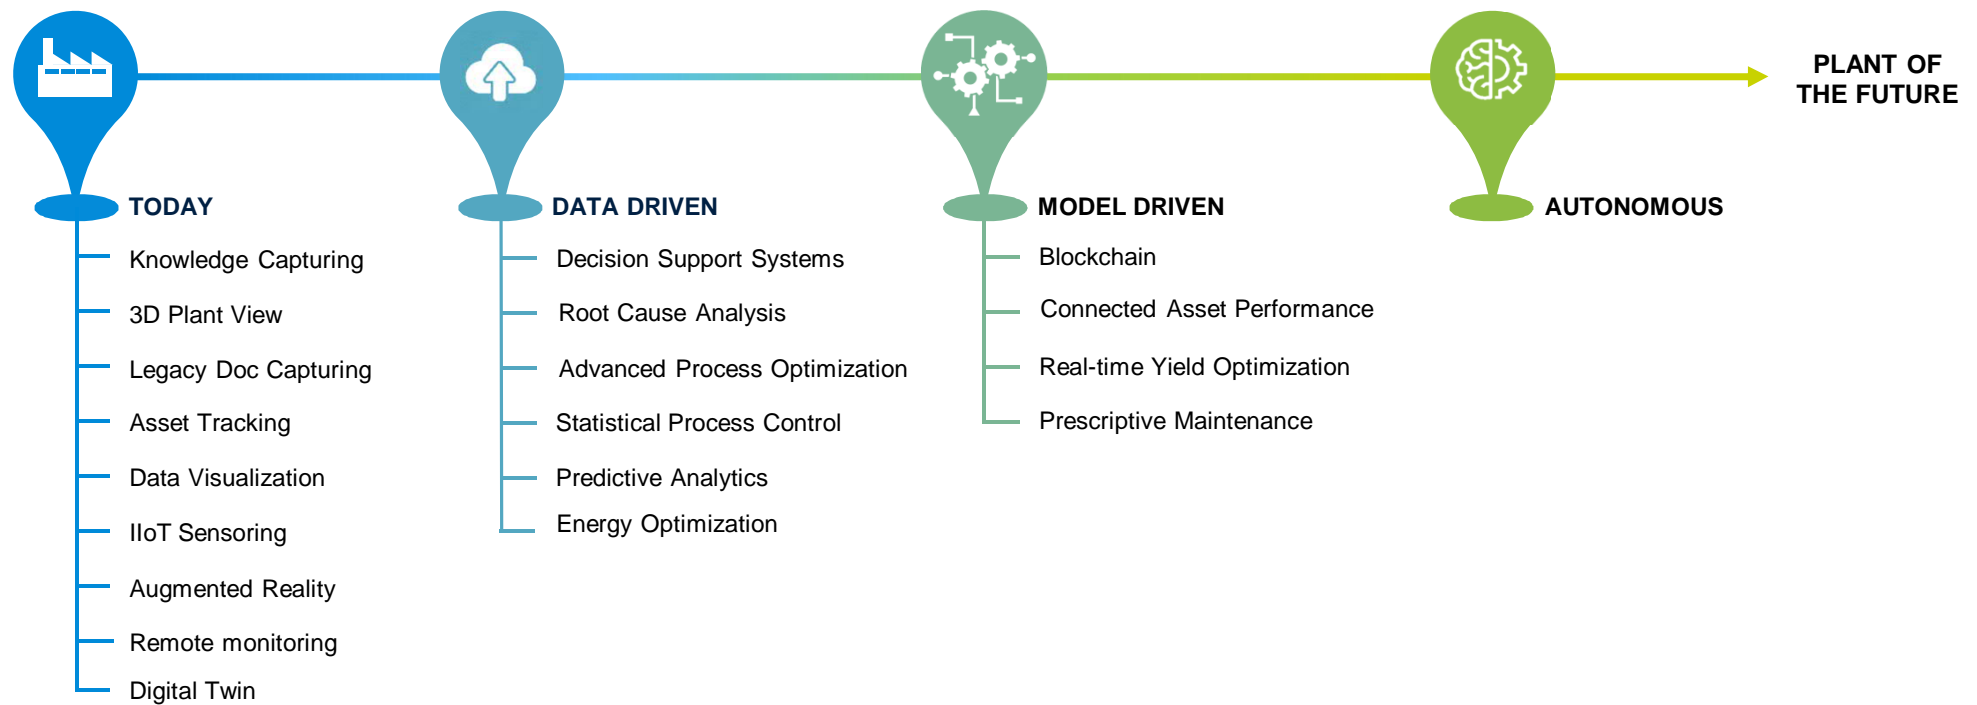 PLANT OF
THE FUTURE
TODAY
Knowledge Capturing
3D Plant View
Legacy Doc Capturing
Asset Tracking
Data Visualization
IIoT Sensoring
Augmented Reality
Remote monitoring
Digital Twin
DATA DRIVEN
Decision Support Systems
Root Cause Analysis
Advanced Process Optimization
Statistical Process Control
Predictive Analytics
Energy Optimization
MODEL DRIVEN
Blockchain
Connected Asset Performance
Real-time Yield Optimization
Prescriptive Maintenance
AUTONOMOUS